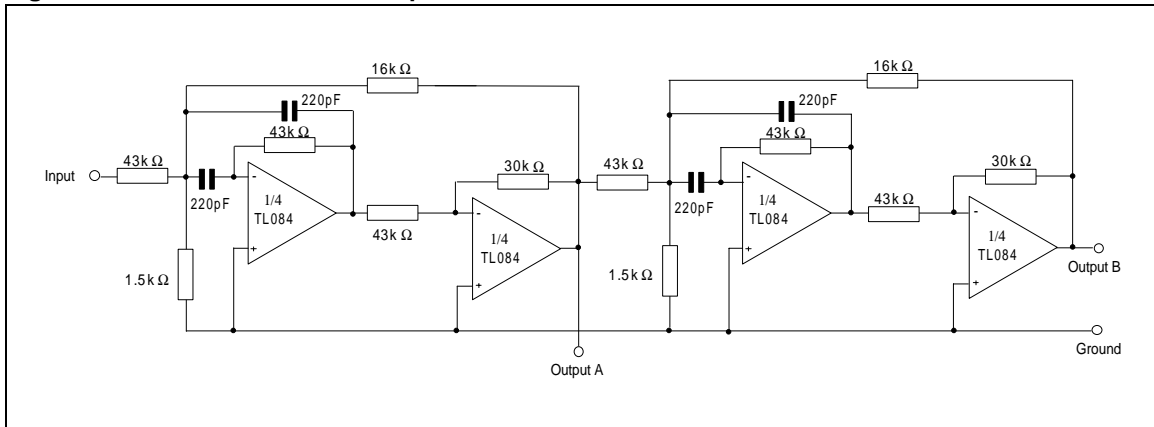 16k Ω
220pF
43k Ω
43k Ω
Input
220pF
1/4
TL084
30k Ω
43k Ω
1/4
TL084
1.5k Ω
Output A
43k Ω
16k Ω
220pF
43k Ω
220pF
1/4
TL084
30k Ω
43k Ω
1/4
TL084
1.5k Ω
Output B
Ground
-
+
-
+
-
+
-
+